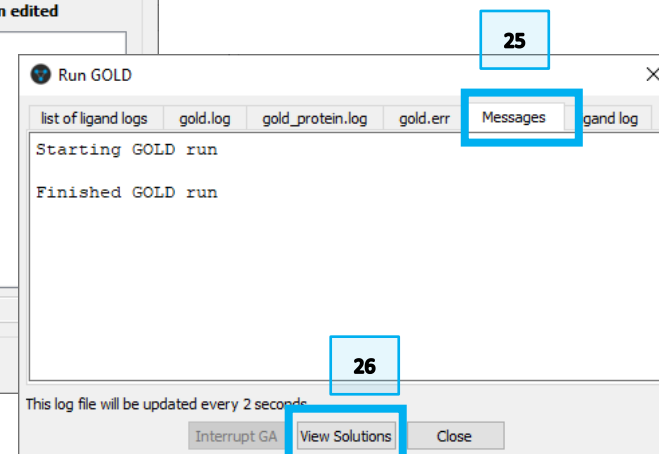 n edited
25
Run GOLD
list of ligand logs gold.log gold_protein.log gold.err Messages gand log
Starting GOLD run
Finished GOLD run
26
This log file will be updated every 2 seconds
Interrupt GA View Solutions Close